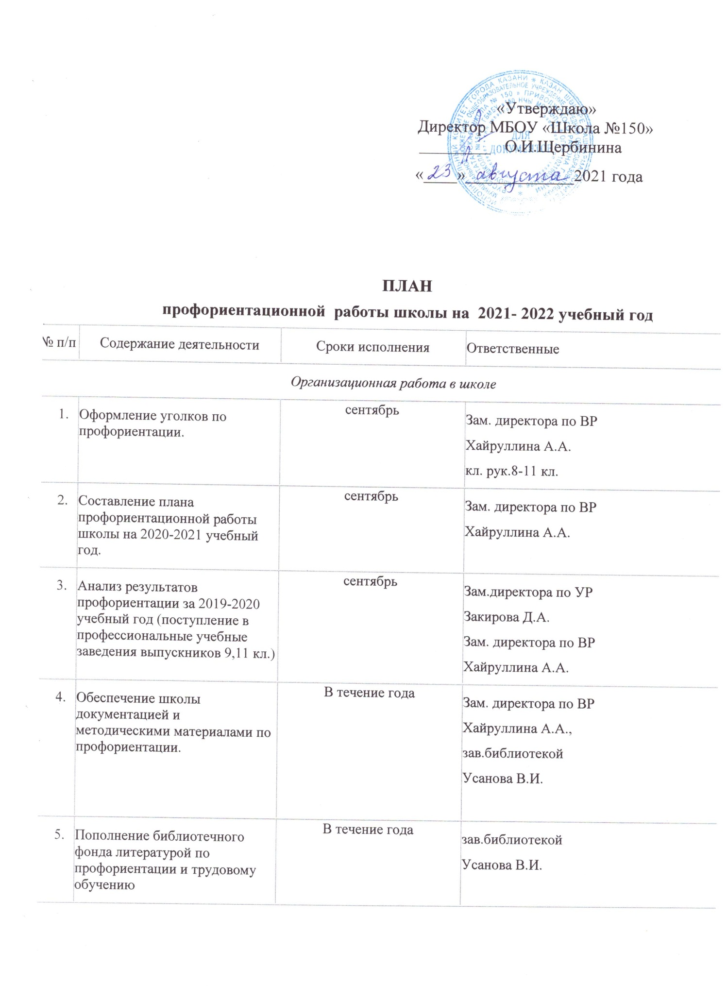 «Утверждаю»
Директор МБОУ «Школа №150»
__________ О.И.Щербинина
«23» августа 2021 года
ДЛЯ
ДОКУМЕНТОВ
ПЛАН
профориентационной работы школы на 2021- 2022 учебный год
№ п/п Содержание деятельности Сроки исполнения Ответственные
Организационная работа в школе
1. Оформление уголков по
профориентации.
сентябрь
Зам. директора по ВР
Хайруллина А.А.
кл. рук.8-11 кл.
2. Составление плана
профориентационной работы
школы на 2020-2021 учебный
год.
сентябрь
Зам. директора по ВР
Хайруллина А.А.
3. Анализ результатов
профориентации за 2019-2020
учебный год (поступление в
профессиональные учебные
заведения выпускников 9,11 кл.)
сентябрь
Зам.директора по УР
Закирова Д.А.
Зам. директора по ВР
Хайруллина А.А.
4. Обеспечение школы
документацией и
методическими материалами по
профориентации.
В течение года
Зам. директора по ВР
Хайруллина А.А.,
зав.библиотекой
Усанова В.И.
5. Пополнение библиотечного
фонда литературой по
профориентации и трудовому
обучению
В течение года
зав.библиотекой
Усанова В.И.